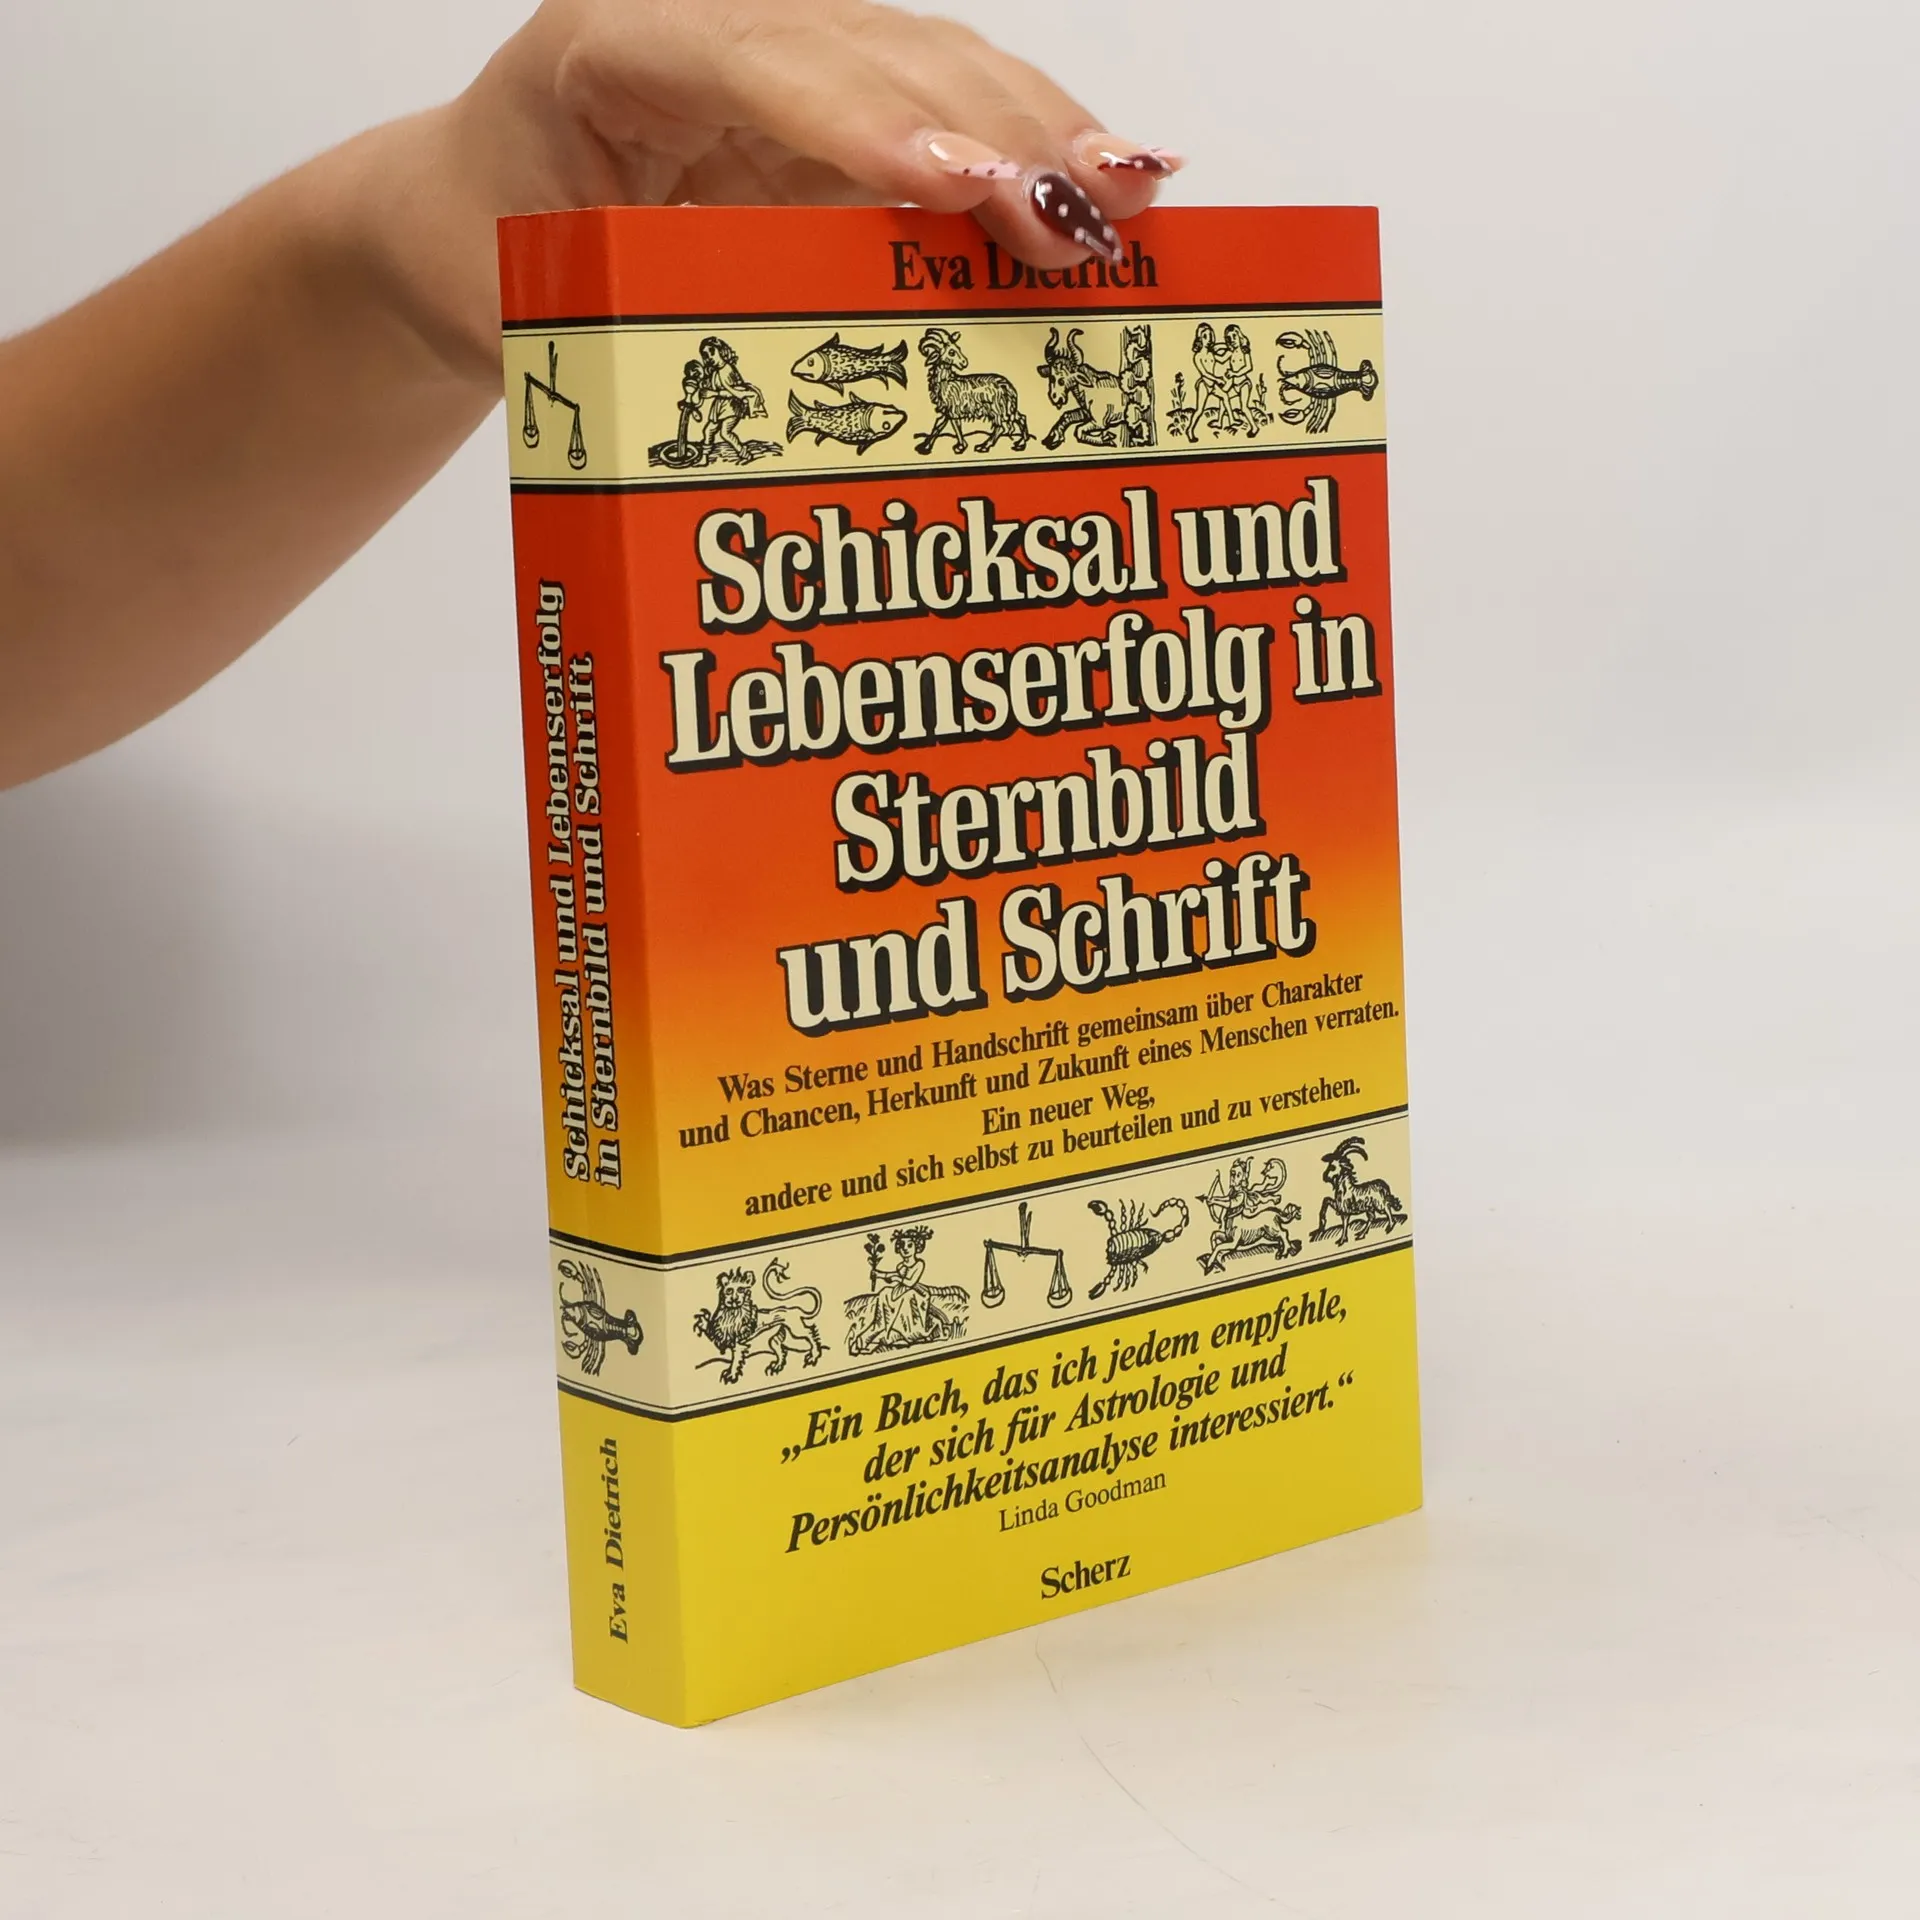 Eva Dietrich
Schicksal und
Lebenserfolg in
Sternbild
und Schrift
Was Sterne und Handschrift gemeinsam über Charakter
und Chancen, Herkunft und Zukunft eines Menschen verraten.
Ein neuer Weg,
andere und sich selbst zu beurteilen und zu verstehen.
„Ein Buch, das ich jedem empfehle,
der sich für Astrologie und
Persönlichkeitsanalyse interessiert.“
Linda Goodman
Scherz
Schicksal und Lebenserfolg
in Sternbild und Schrift
Eva Dietrich